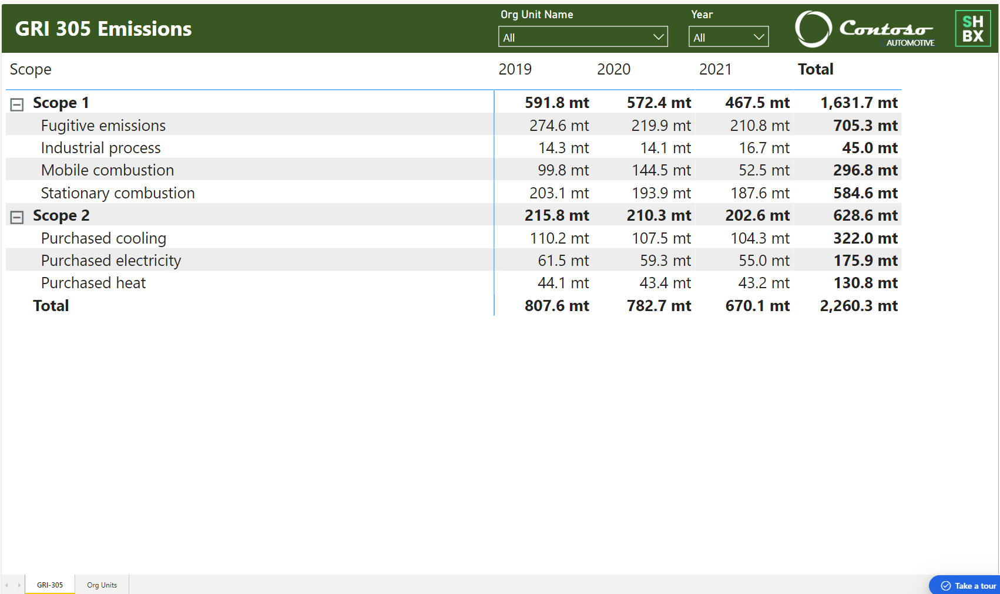 GRI 305 Emissions
Org Unit Name
Year
All
All
Contoso
AUTOMOTIVE
SH
BX
Scope 2019 2020 2021 Total
Scope 1 591.8 mt 572.4 mt 467.5 mt 1,631.7 mt
Fugitive emissions 274.6 mt 219.9 mt 210.8 mt 705.3 mt
Industrial process 14.3 mt 14.1 mt 16.7 mt 45.0 mt
Mobile combustion 99.8 mt 144.5 mt 52.5 mt 296.8 mt
Stationary combustion 203.1 mt 193.9 mt 187.6 mt 584.6 mt
Scope 2 215.8 mt 210.3 mt 202.6 mt 628.6 mt
Purchased cooling 110.2 mt 107.5 mt 104.3 mt 322.0 mt
Purchased electricity 61.5 mt 59.3 mt 55.0 mt 175.9 mt
Purchased heat 44.1 mt 43.4 mt 43.2 mt 130.8 mt
Total 807.6 mt 782.7 mt 670.1 mt 2,260.3 mt
GRI-305 Org Units
Take a tour